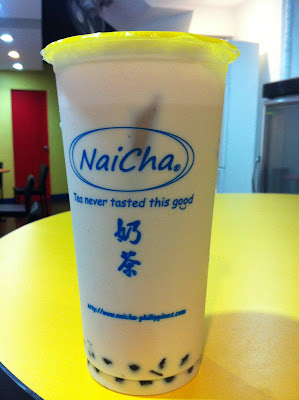 NaiCha®
Tea never tasted this good
奶
茶
http://www.naicha-philippines.com